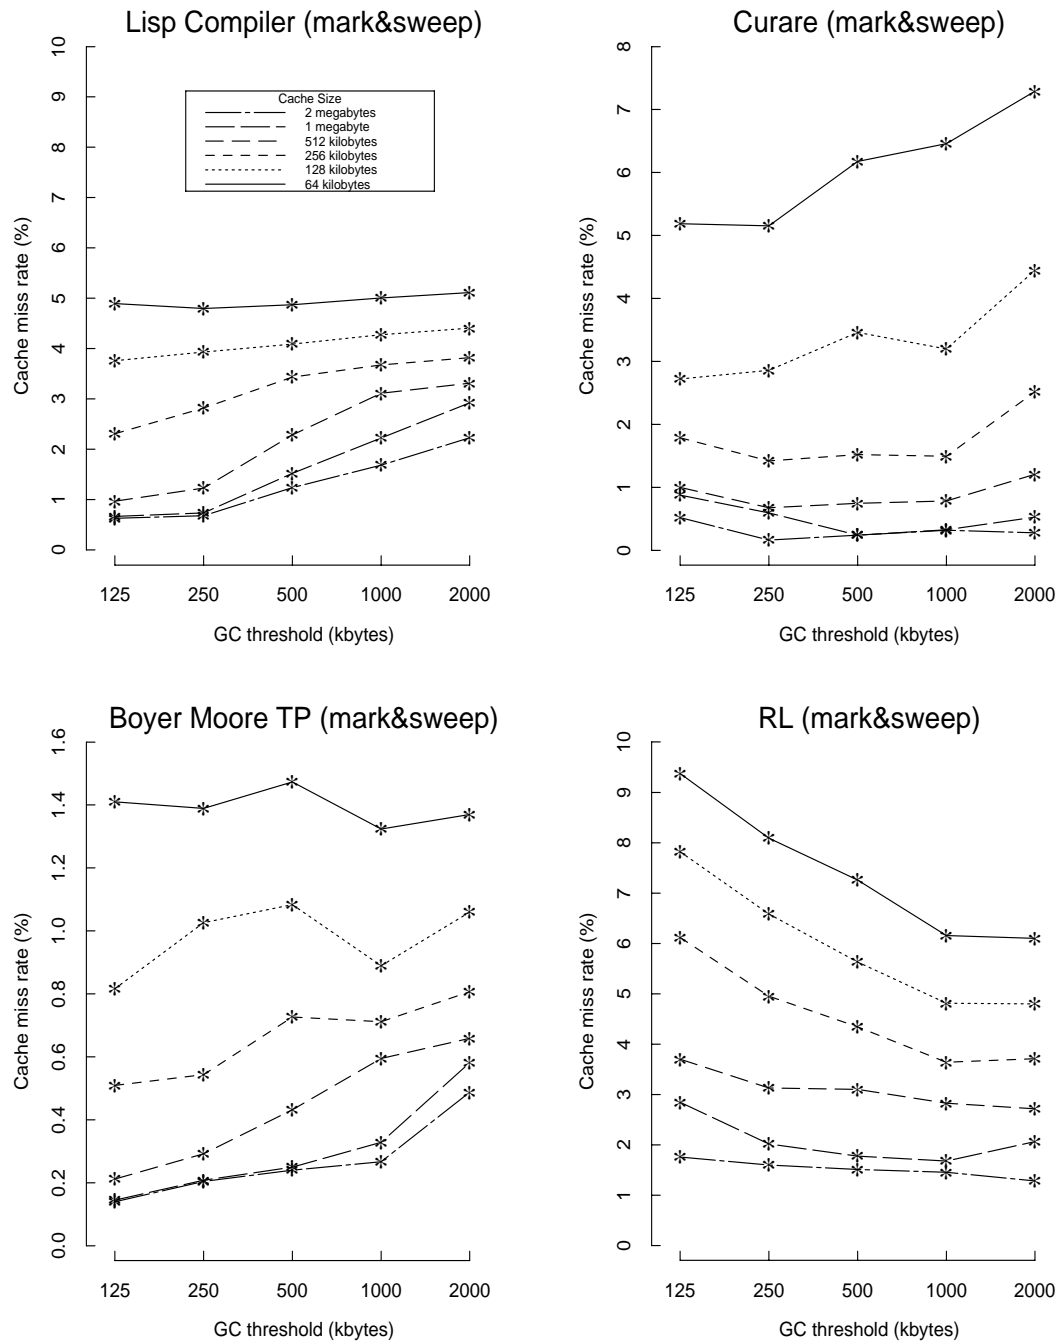 Lisp Compiler (mark&sweep)
Cache miss rate (%)
10
9
8
7
6
5
4
3
2
1
0
Cache Size
2 megabytes
1 megabyte
512 kilobytes
256 kilobytes
128 kilobytes
64 kilobytes
125 250 500 1000 2000
GC threshold (kbytes)
Curare (mark&sweep)
Cache miss rate (%)
8
7
6
5
4
3
2
1
0
125 250 500 1000 2000
GC threshold (kbytes)
Boyer Moore TP (mark&sweep)
Cache miss rate (%)
1.6
1.4
1.2
1.0
0.8
0.6
0.4
0.2
0.0
125 250 500 1000 2000
GC threshold (kbytes)
RL (mark&sweep)
Cache miss rate (%)
10
9
8
7
6
5
4
3
2
1
0
125 250 500 1000 2000
GC threshold (kbytes)